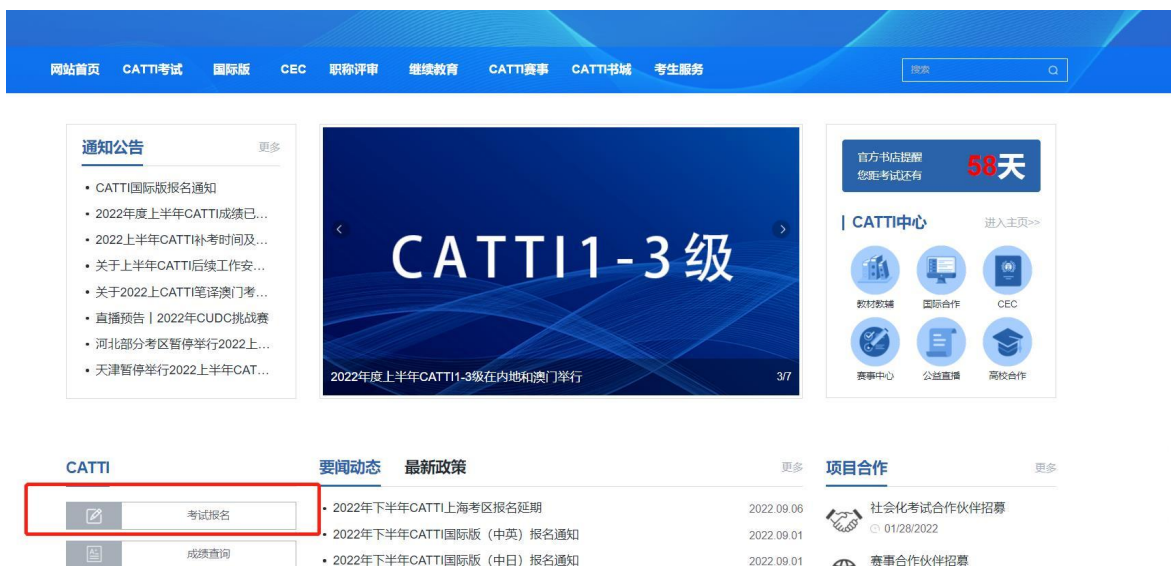 网站首页 CATTI考试 国际版 CEC 职称评审 继续教育 CATTI赛事 CATTI书城 考生服务 搜索
通知公告 更多
• CATTI国际版报名通知
• 2022年度上半年CATTI成绩已...
• 2022上半年CATTI补考时间及...
• 关于上半年CATTI后续工作安...
• 关于2022上CATTI笔译澳门考...
• 直播预告丨2022年CUDC挑战赛
• 河北部分考区暂停举行2022上...
• 天津暂停举行2022上半年CAT...
CATTI1-3级
2022年度上半年CATTI1-3级在内地和澳门举行 3/7
官方书店提醒
您距考试还有
58天
CATTI中心 进入主页>>
教材教辅 国际合作 CEC
赛事中心 公益直播 高校合作
CATTI
考试报名
成绩查询
要闻动态 最新政策 更多
• 2022年下半年CATTI上海考区报名延期 2022.09.06
• 2022年下半年CATTI国际版（中英）报名通知 2022.09.01
• 2022年下半年CATTI国际版（中日）报名通知 2022.09.01
项目合作 更多
社会化考试合作伙伴招募
01/28/2022
赛事合作伙伴招募